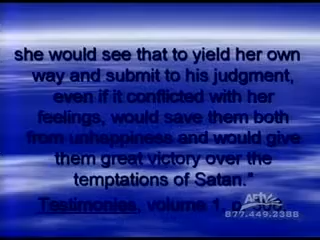 she would see that to yield her own
way and submit to his judgment,
even if it conflicted with her
feelings, would save them both
from unhappiness and would give
them great victory over the
temptations of Satan."
Testimonies, volume 1, p.
AFtv
877.449.2388